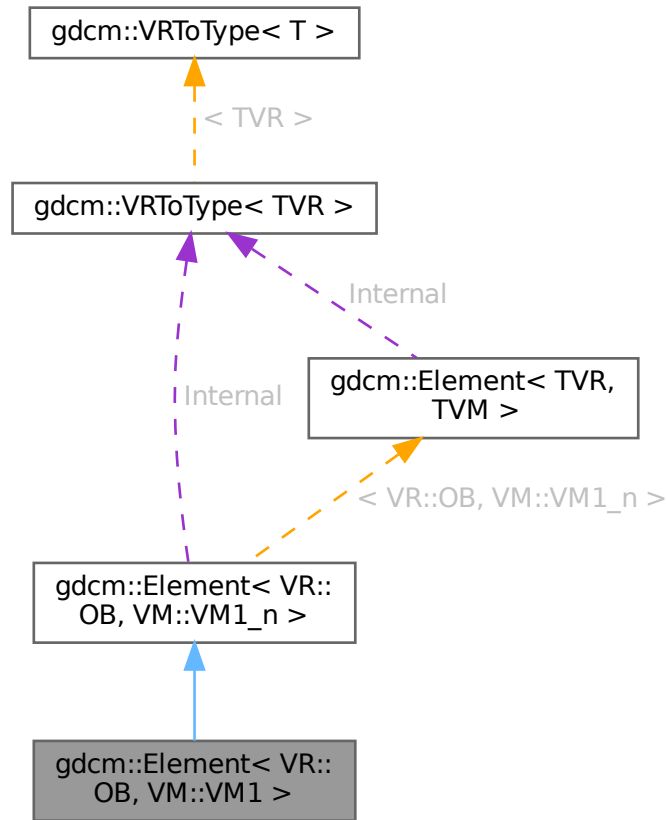 gdcm::VRToType< T >
< TVR >
gdcm::VRToType< TVR >
Internal
gdcm::Element< TVR,
TVM >
Internal
< VR::OB, VM::VM1_n >
gdcm::Element< VR::
OB, VM::VM1_n >
gdcm::Element< VR::
OB, VM::VM1 >